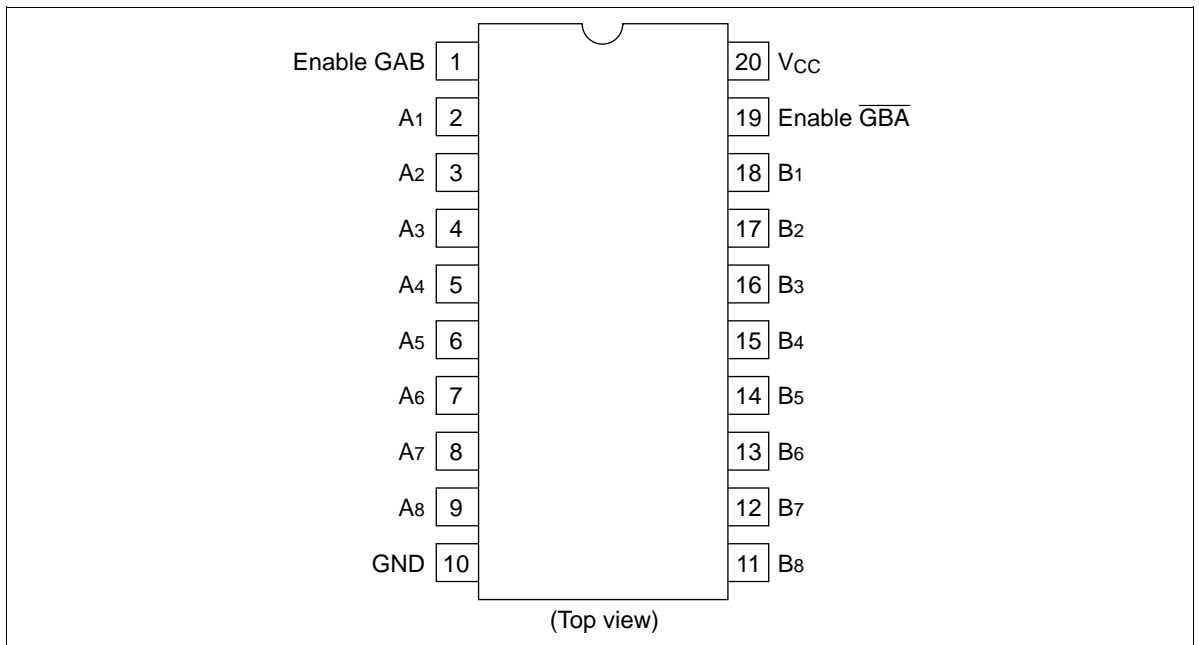 Enable GAB 1 20 VCC
A1 2 19 Enable G̅B̅A̅
A2 3 18 B1
A3 4 17 B2
A4 5 16 B3
A5 6 15 B4
A6 7 14 B5
A7 8 13 B6
A8 9 12 B7
GND 10 11 B8
(Top view)